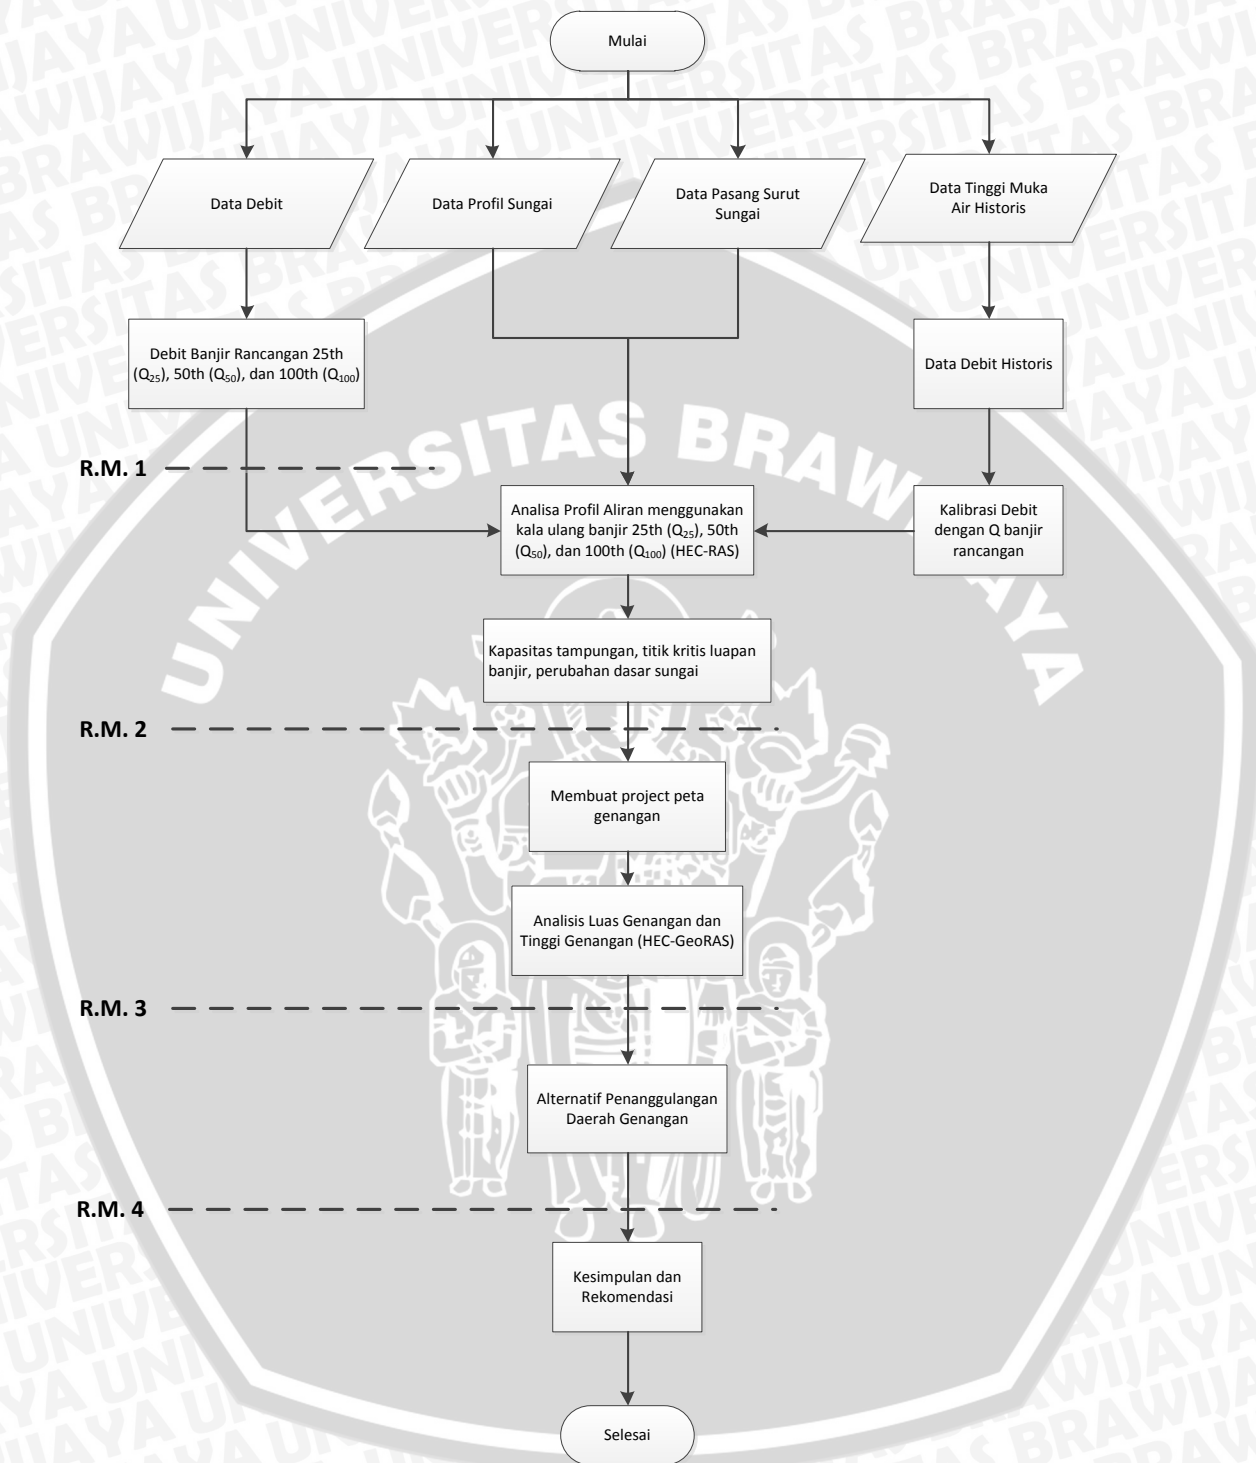 Mulai
Data Debit
Data Profil Sungai
Data Pasang Surut
Sungai
Data Tinggi Muka
Air Historis
Debit Banjir Rancangan 25th
(Q₂₅), 50th (Q₅₀), dan 100th (Q₁₀₀)
Data Debit Historis
UNIVERSITAS BRAWIJAYA
R.M. 1
Analisa Profil Aliran menggunakan
kala ulang banjir 25th (Q₂₅), 50th
(Q₅₀), dan 100th (Q₁₀₀) (HEC-RAS)
Kalibrasi Debit
dengan Q banjir
rancangan
Kapasitas tampungan, titik kritis luapan
banjir, perubahan dasar sungai
R.M. 2
Membuat project peta
genangan
Analisis Luas Genangan dan
Tinggi Genangan (HEC-GeoRAS)
R.M. 3
Alternatif Penanggulangan
Daerah Genangan
R.M. 4
Kesimpulan dan
Rekomendasi
Selesai